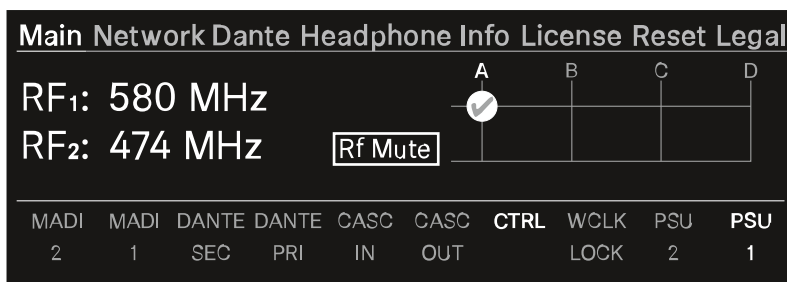 Main Network Dante Headphone Info License Reset Legal
A B C D
RF1: 580 MHz
RF2: 474 MHz Rf Mute
MADI MADI DANTE DANTE CASC CASC CTRL WCLK PSU PSU
2 1 SEC PRI IN OUT LOCK 2 1